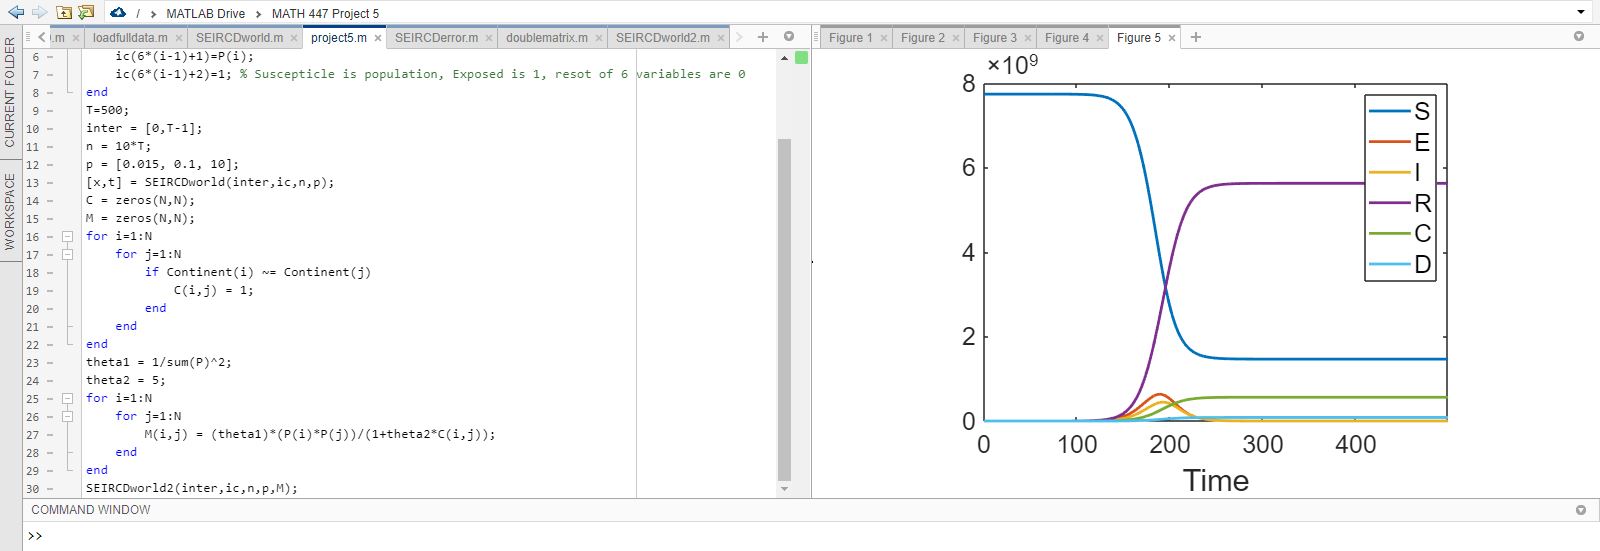 / › MATLAB Drive › MATH 447 Project 5
CURRENT FOLDER
WORKSPACE
).m × loadfulldata.m × SEIRCDworld.m × project5.m × SEIRCDerror.m × doublematrix.m × SEIRCDworld2.m × +
6 - ic(6*(i-1)+1)=P(i);
7 - ic(6*(i-1)+2)=1; % Suscepticle is population, Exposed is 1, resot of 6 variables are 0
8 - end
9 - T=500;
10 - inter = [0,T-1];
11 - n = 10*T;
12 - p = [0.015, 0.1, 10];
13 - [x,t] = SEIRCDworld(inter,ic,n,p);
14 - C = zeros(N,N);
15 - M = zeros(N,N);
16 - for i=1:N
17 - for j=1:N
18 - if Continent(i) ~= Continent(j)
19 - C(i,j) = 1;
20 - end
21 - end
22 - end
23 - theta1 = 1/sum(P)^2;
24 - theta2 = 5;
25 - for i=1:N
26 - for j=1:N
27 - M(i,j) = (theta1)*(P(i)*P(j))/(1+theta2*C(i,j));
28 - end
29 - end
30 - SEIRCDworld2(inter,ic,n,p,M);
Figure 1 × Figure 2 × Figure 3 × Figure 4 × Figure 5 × +
×10⁹
8
6
4
2
0
0 100 200 300 400
Time
S
E
I
R
C
D
COMMAND WINDOW
>>